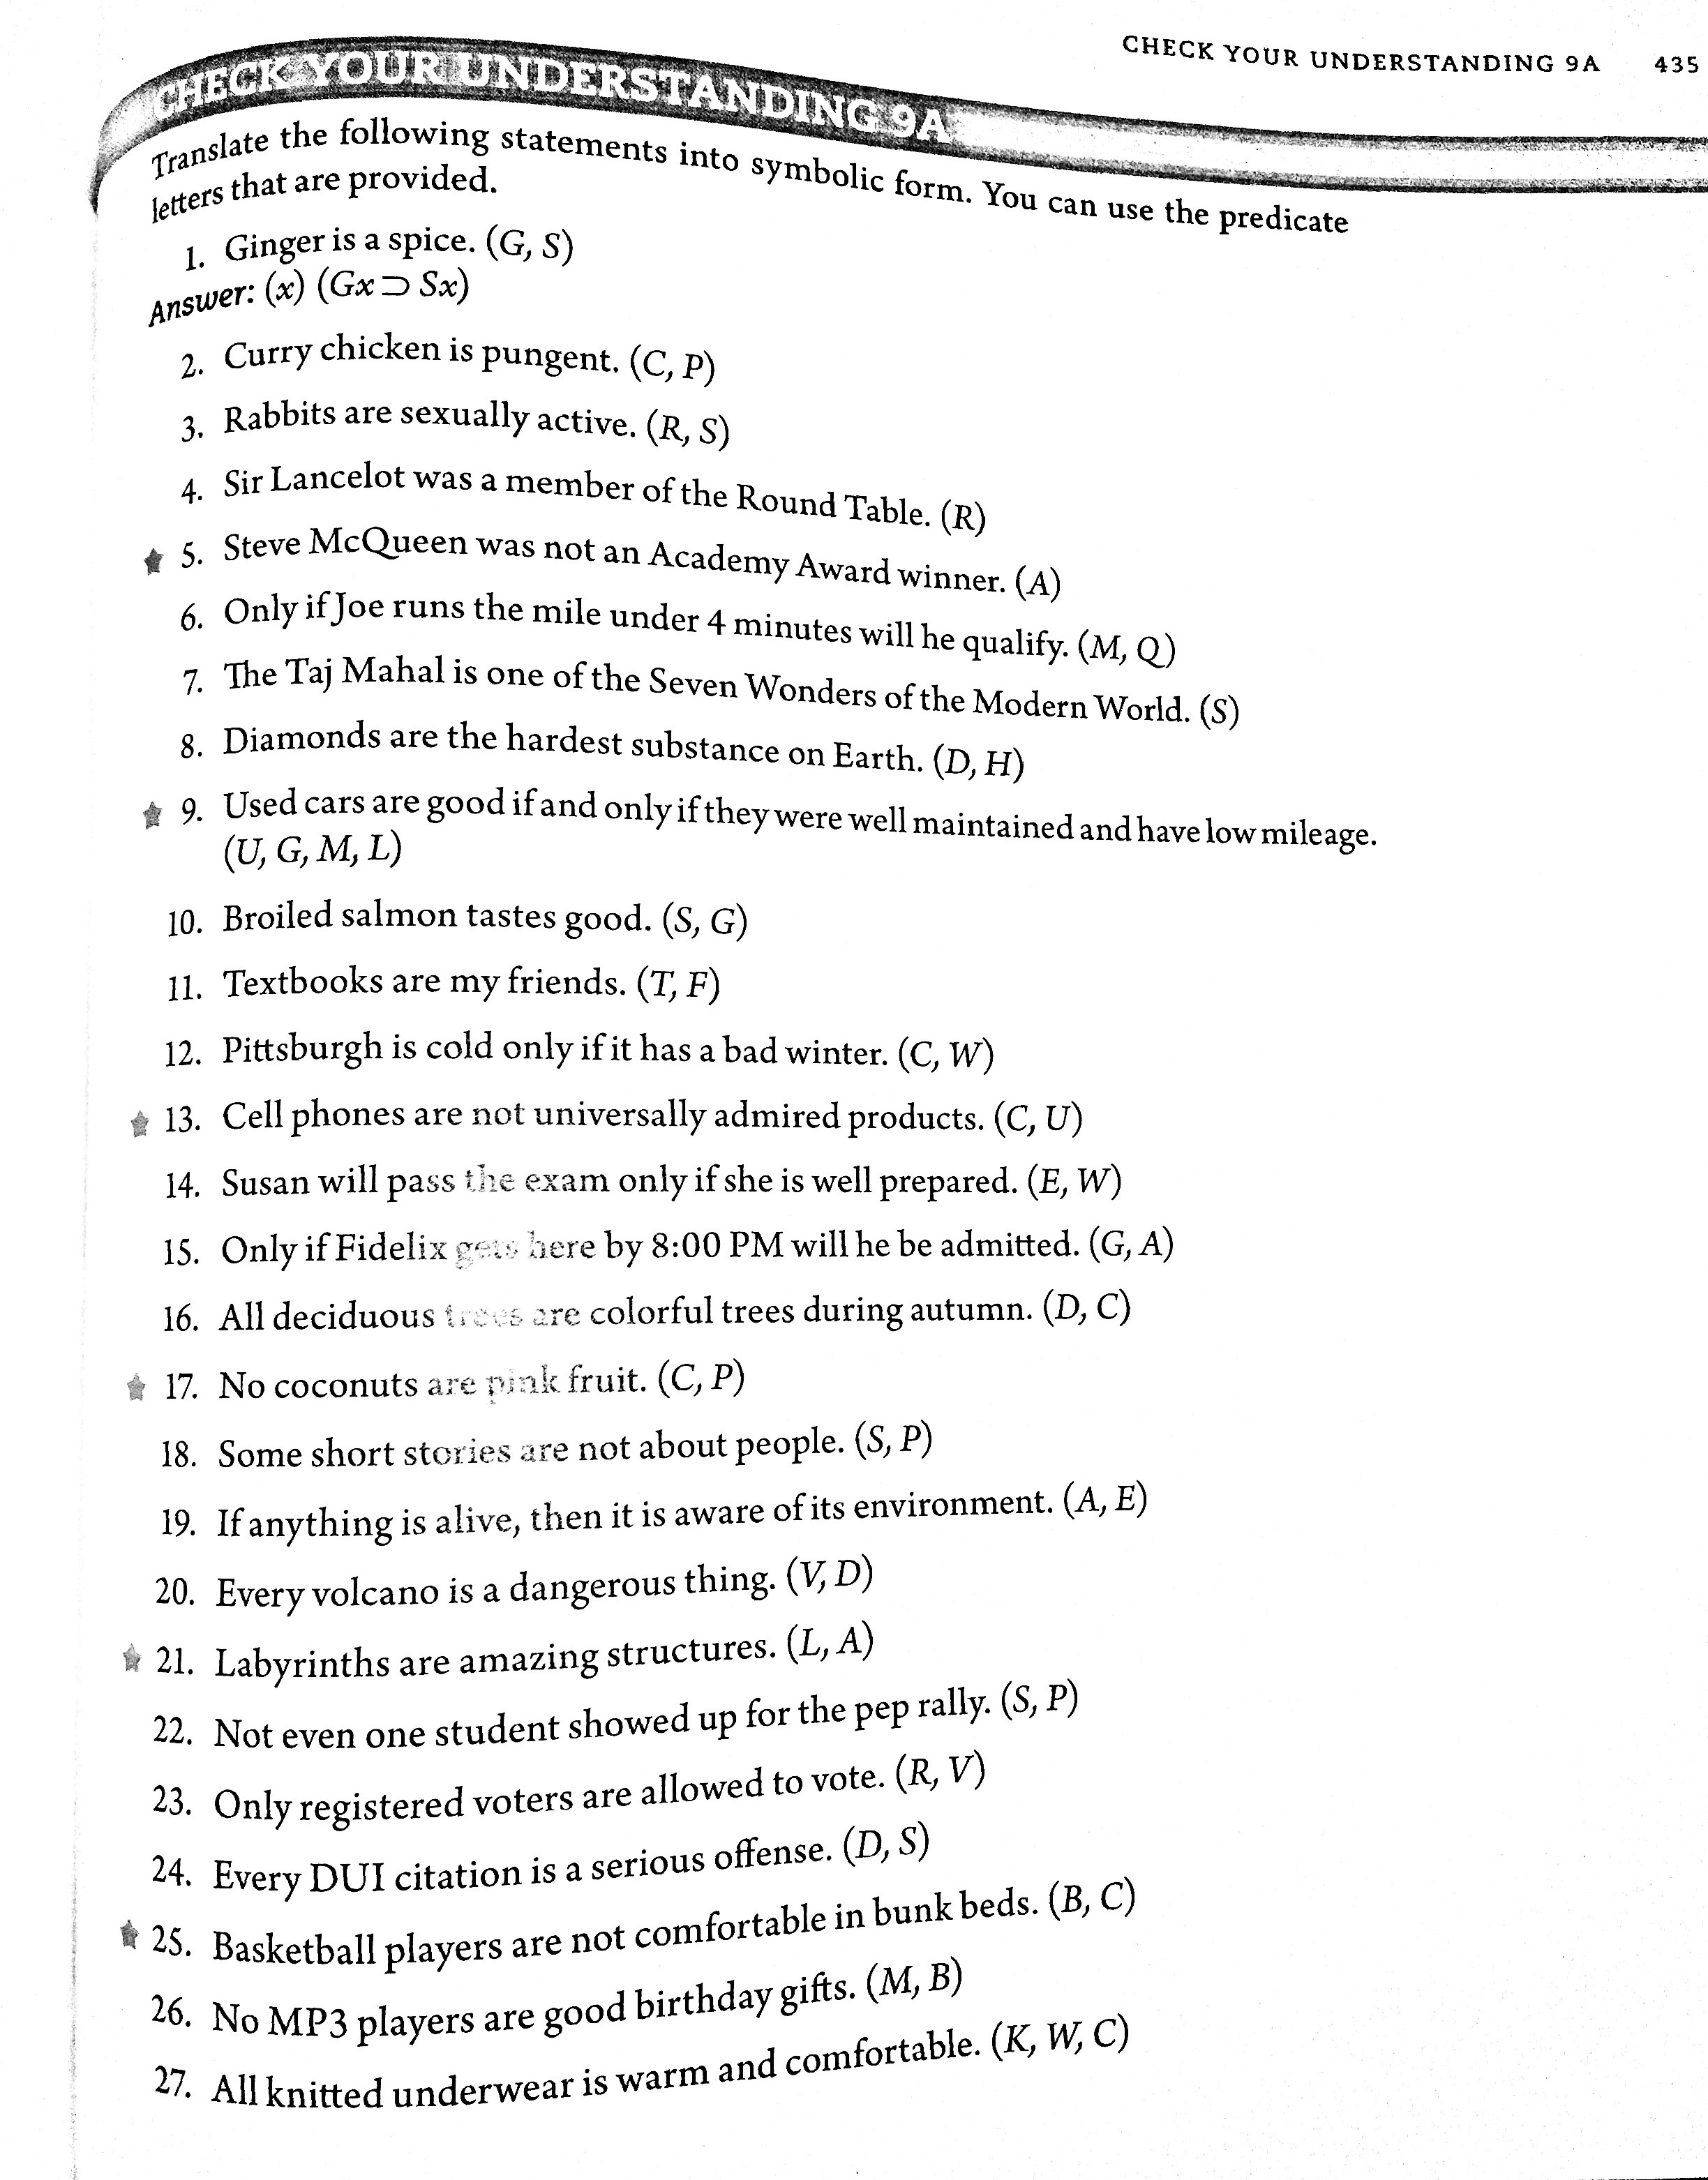 CHECK YOUR UNDERSTANDING 9A 435
CHECK YOUR UNDERSTANDING 9A
Translate the following statements into symbolic form. You can use the predicate
letters that are provided.
1. Ginger is a spice. (G, S)
Answer: (x) (Gx ⊃ Sx)
2. Curry chicken is pungent. (C, P)
3. Rabbits are sexually active. (R, S)
4. Sir Lancelot was a member of the Round Table. (R)
★ 5. Steve McQueen was not an Academy Award winner. (A)
6. Only if Joe runs the mile under 4 minutes will he qualify. (M, Q)
7. The Taj Mahal is one of the Seven Wonders of the Modern World. (S)
8. Diamonds are the hardest substance on Earth. (D, H)
★ 9. Used cars are good if and only if they were well maintained and have low mileage.
(U, G, M, L)
10. Broiled salmon tastes good. (S, G)
11. Textbooks are my friends. (T, F)
12. Pittsburgh is cold only if it has a bad winter. (C, W)
★ 13. Cell phones are not universally admired products. (C, U)
14. Susan will pass the exam only if she is well prepared. (E, W)
15. Only if Fidelix gets here by 8:00 PM will he be admitted. (G, A)
16. All deciduous trees are colorful trees during autumn. (D, C)
★ 17. No coconuts are pink fruit. (C, P)
18. Some short stories are not about people. (S, P)
19. If anything is alive, then it is aware of its environment. (A, E)
20. Every volcano is a dangerous thing. (V, D)
★ 21. Labyrinths are amazing structures. (L, A)
22. Not even one student showed up for the pep rally. (S, P)
23. Only registered voters are allowed to vote. (R, V)
24. Every DUI citation is a serious offense. (D, S)
★ 25. Basketball players are not comfortable in bunk beds. (B, C)
26. No MP3 players are good birthday gifts. (M, B)
27. All knitted underwear is warm and comfortable. (K, W, C)